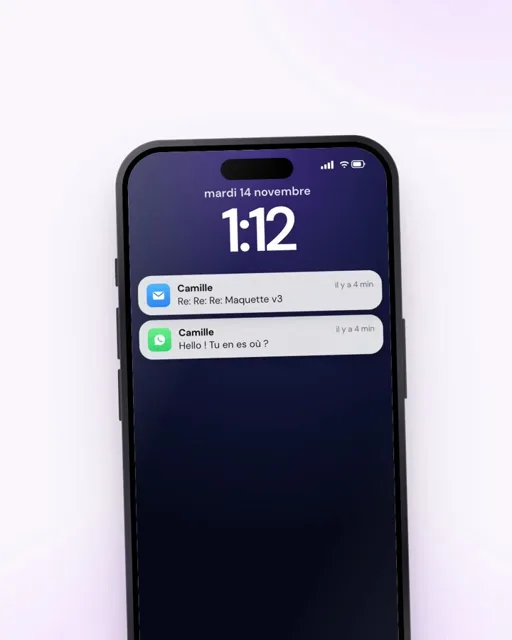 mardi 14 novembre
1:12
Camille
il y a 4 min
Re: Re: Re: Maquette v3
Camille
il y a 4 min
Hello ! Tu en es où ?